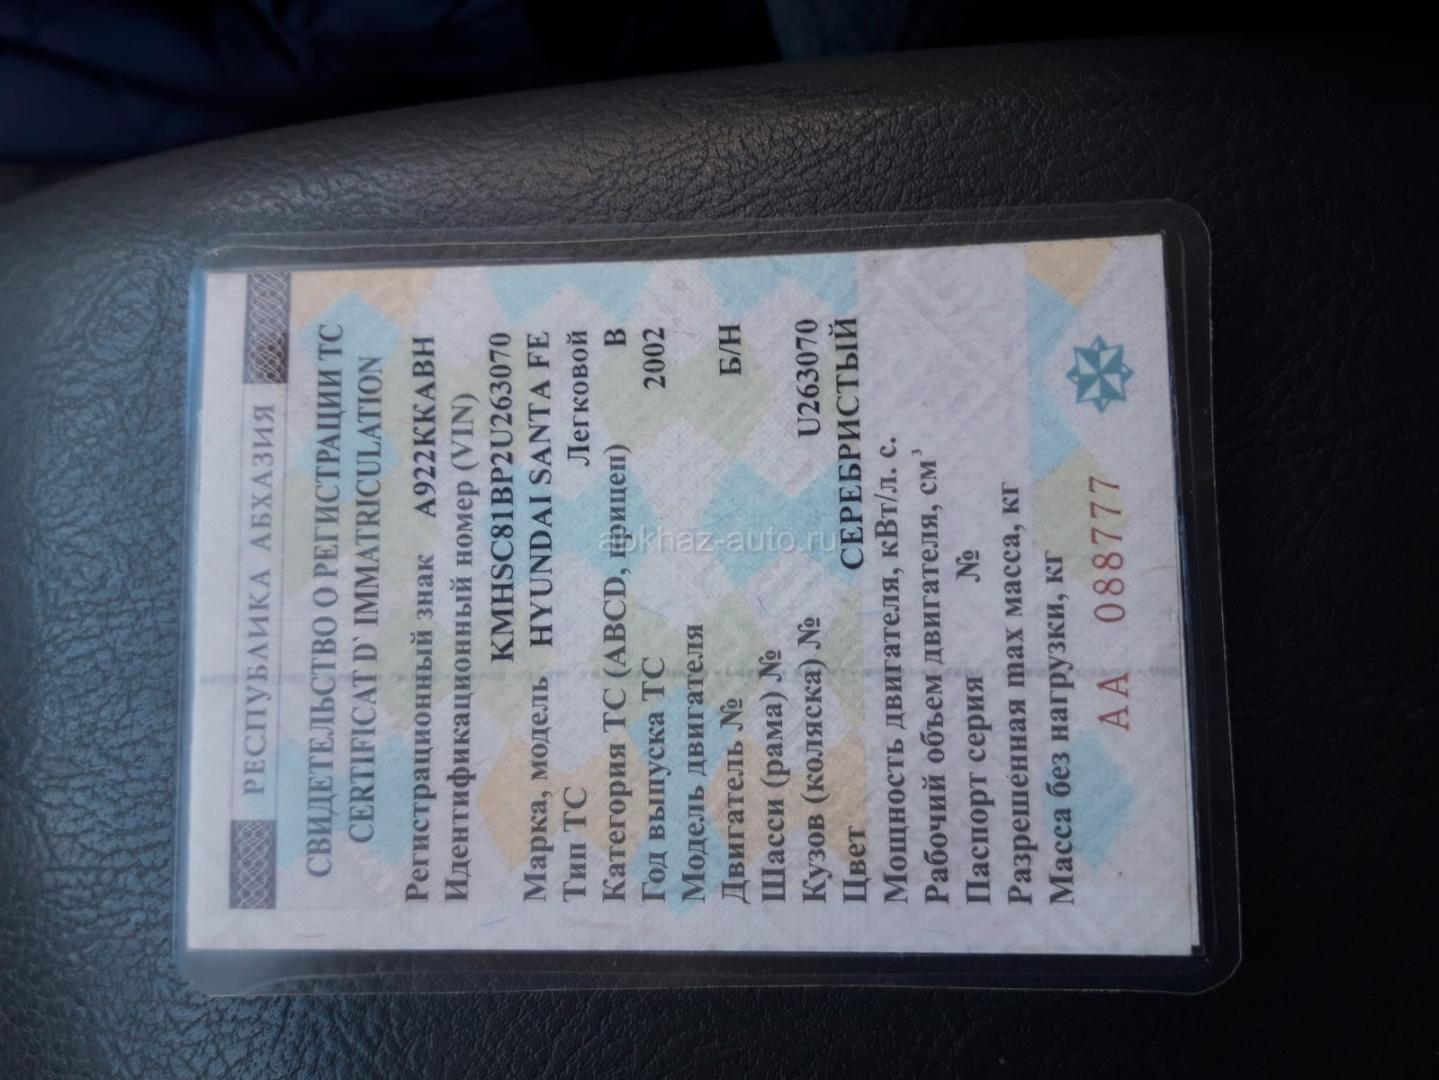 РЕСПУБЛИКА АБХАЗИЯ
СВИДЕТЕЛЬСТВО О РЕГИСТРАЦИИ ТС
CERTIFICAT D` IMMATRICULATION
Регистрационный знак А922ККАВН
Идентификационный номер (VIN)
KMHSC81BP2U263070
Марка, модель HYUNDAI SANTA FE
Тип ТС Легковой
Категория ТС (ABCD, прицеп) B
Год выпуска ТС 2002
Модель двигателя
Двигатель № Б/Н
Шасси (рама) №
Кузов (коляска) № U263070
Цвет СЕРЕБРИСТЫЙ
Мощность двигателя, кВт/л. с.
Рабочий объем двигателя, см³
Паспорт серия №
Разрешенная max масса, кг
Масса без нагрузки, кг
АА 088777
apkhaz-auto.ru